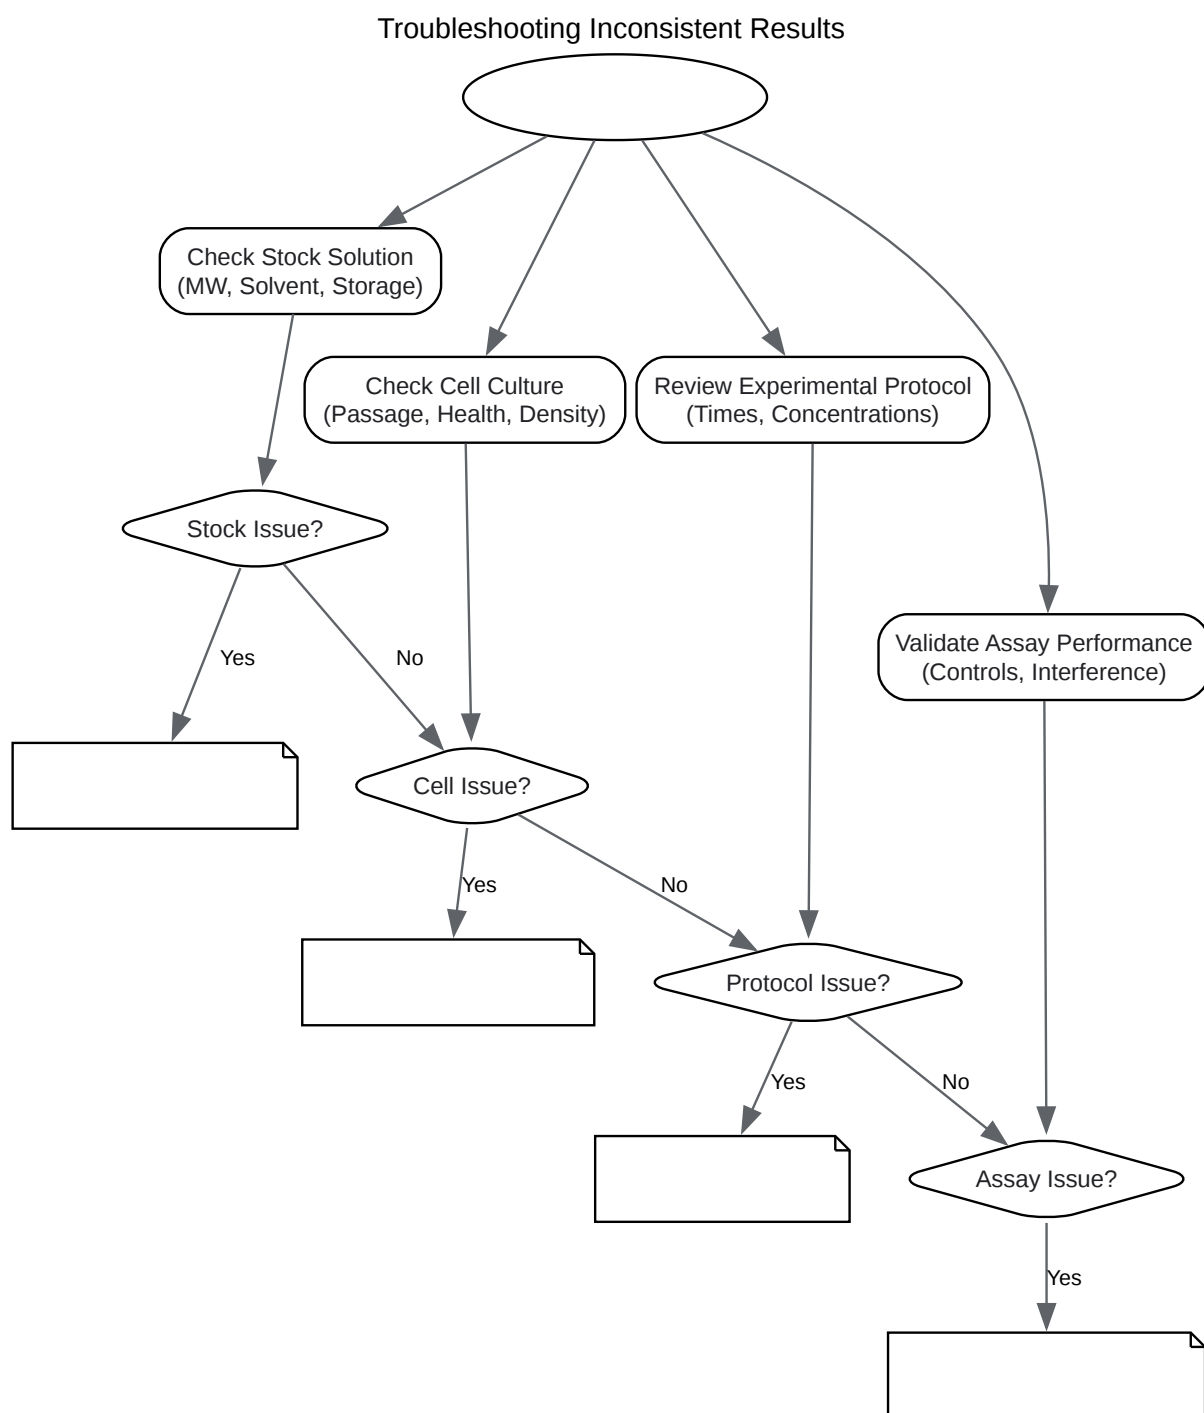 Troubleshooting Inconsistent Results
Check Stock Solution
(MW, Solvent, Storage)
Check Cell Culture
(Passage, Health, Density)
Review Experimental Protocol
(Times, Concentrations)
Stock Issue?
Yes
No
Validate Assay Performance
(Controls, Interference)
Cell Issue?
Yes
No
Protocol Issue?
Yes
No
Assay Issue?
Yes